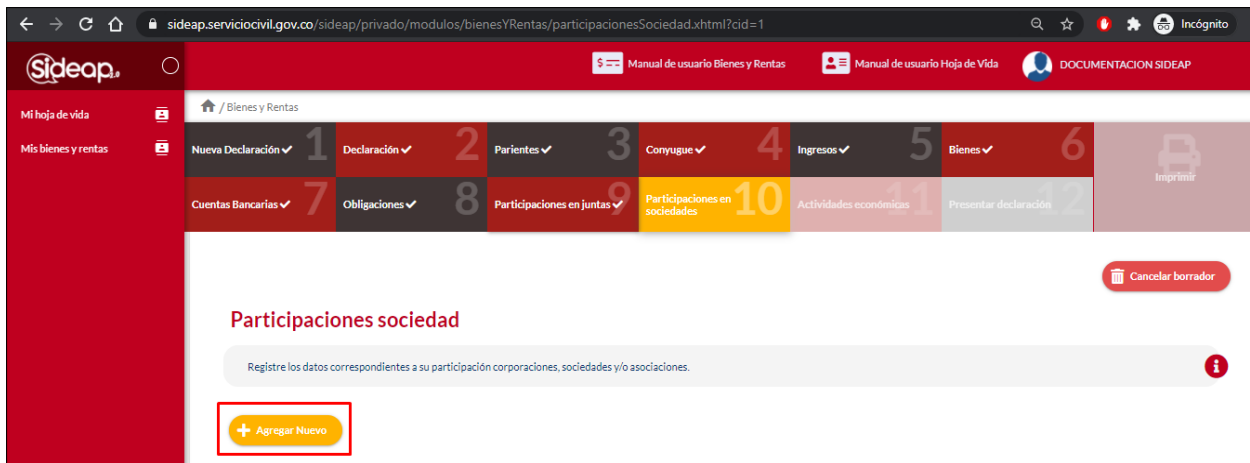 sideap.serviciocivil.gov.co/sideap/privado/modulos/bienesYRentas/participacionesSociedad.xhtml?cid=1
Incógnito
Sideap2.0
Manual de usuario Bienes y Rentas
Manual de usuario Hoja de Vida
DOCUMENTACION SIDEAP
Mi hoja de vida
Mis bienes y rentas
/ Bienes y Rentas
Nueva Declaración ✔ 1
Declaración ✔ 2
Parientes ✔ 3
Conyugue ✔ 4
Ingresos ✔ 5
Bienes ✔ 6
Imprimir
Cuentas Bancarias ✔ 7
Obligaciones ✔ 8
Participaciones en juntas ✔ 9
Participaciones en
sociedades 10
Actividades económicas 11
Presentar declaración 12
Cancelar borrador
Participaciones sociedad
Registre los datos correspondientes a su participación corporaciones, sociedades y/o asociaciones.
+ Agregar Nuevo